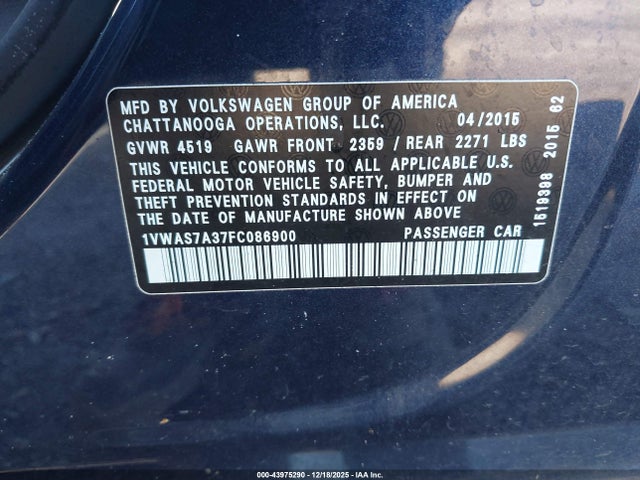 MFD BY VOLKSWAGEN GROUP OF AMERICA
CHATTANOOGA OPERATIONS, LLC. 04/2015
GVWR 4519 GAWR FRONT 2359 / REAR 2271 LBS
THIS VEHICLE CONFORMS TO ALL APPLICABLE U.S.
FEDERAL MOTOR VEHICLE SAFETY, BUMPER AND
THEFT PREVENTION STANDARDS IN EFFECT ON
THE DATE OF MANUFACTURE SHOWN ABOVE
1VWAS7A37FC086900 PASSENGER CAR
1519398 2015 62
000-43975290 - 12/18/2025 - IAA Inc.